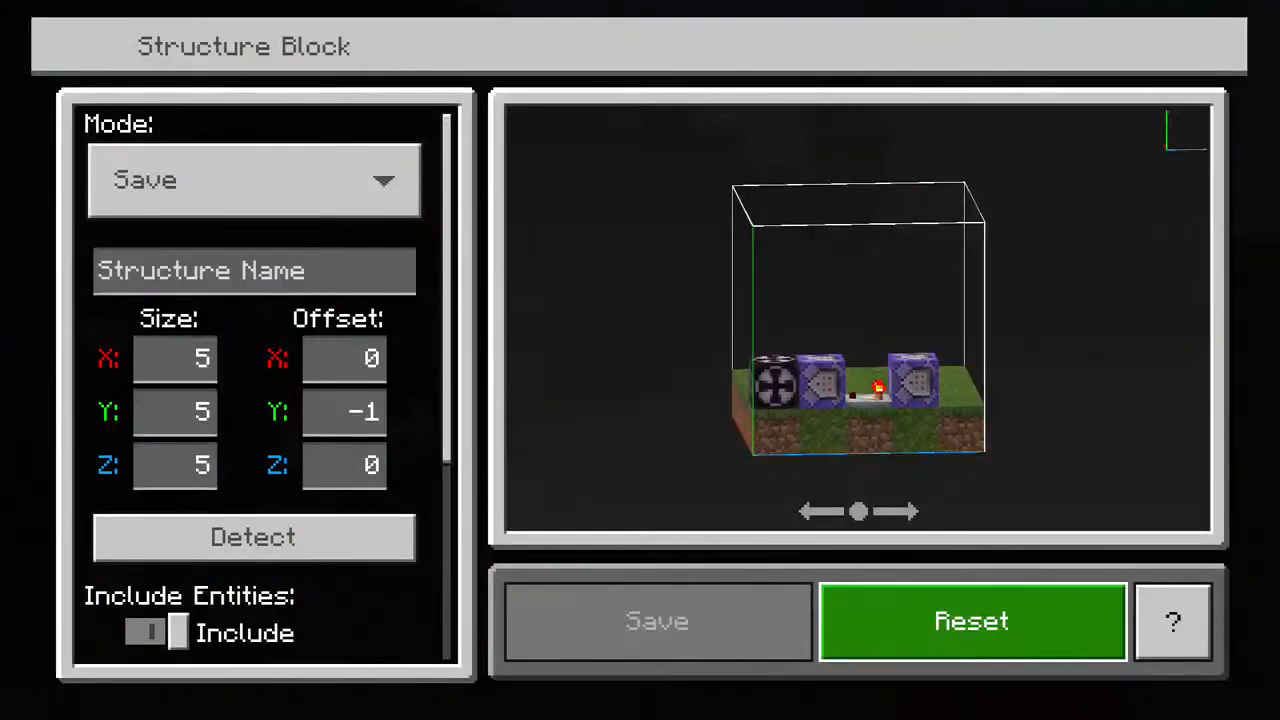 Structure Block
Mode:
Save
Structure Name
Size: Offset:
X: 5 X: 0
Y: 5 Y: -1
Z: 5 Z: 0
Detect
Include Entities:
Include
Save Reset ?